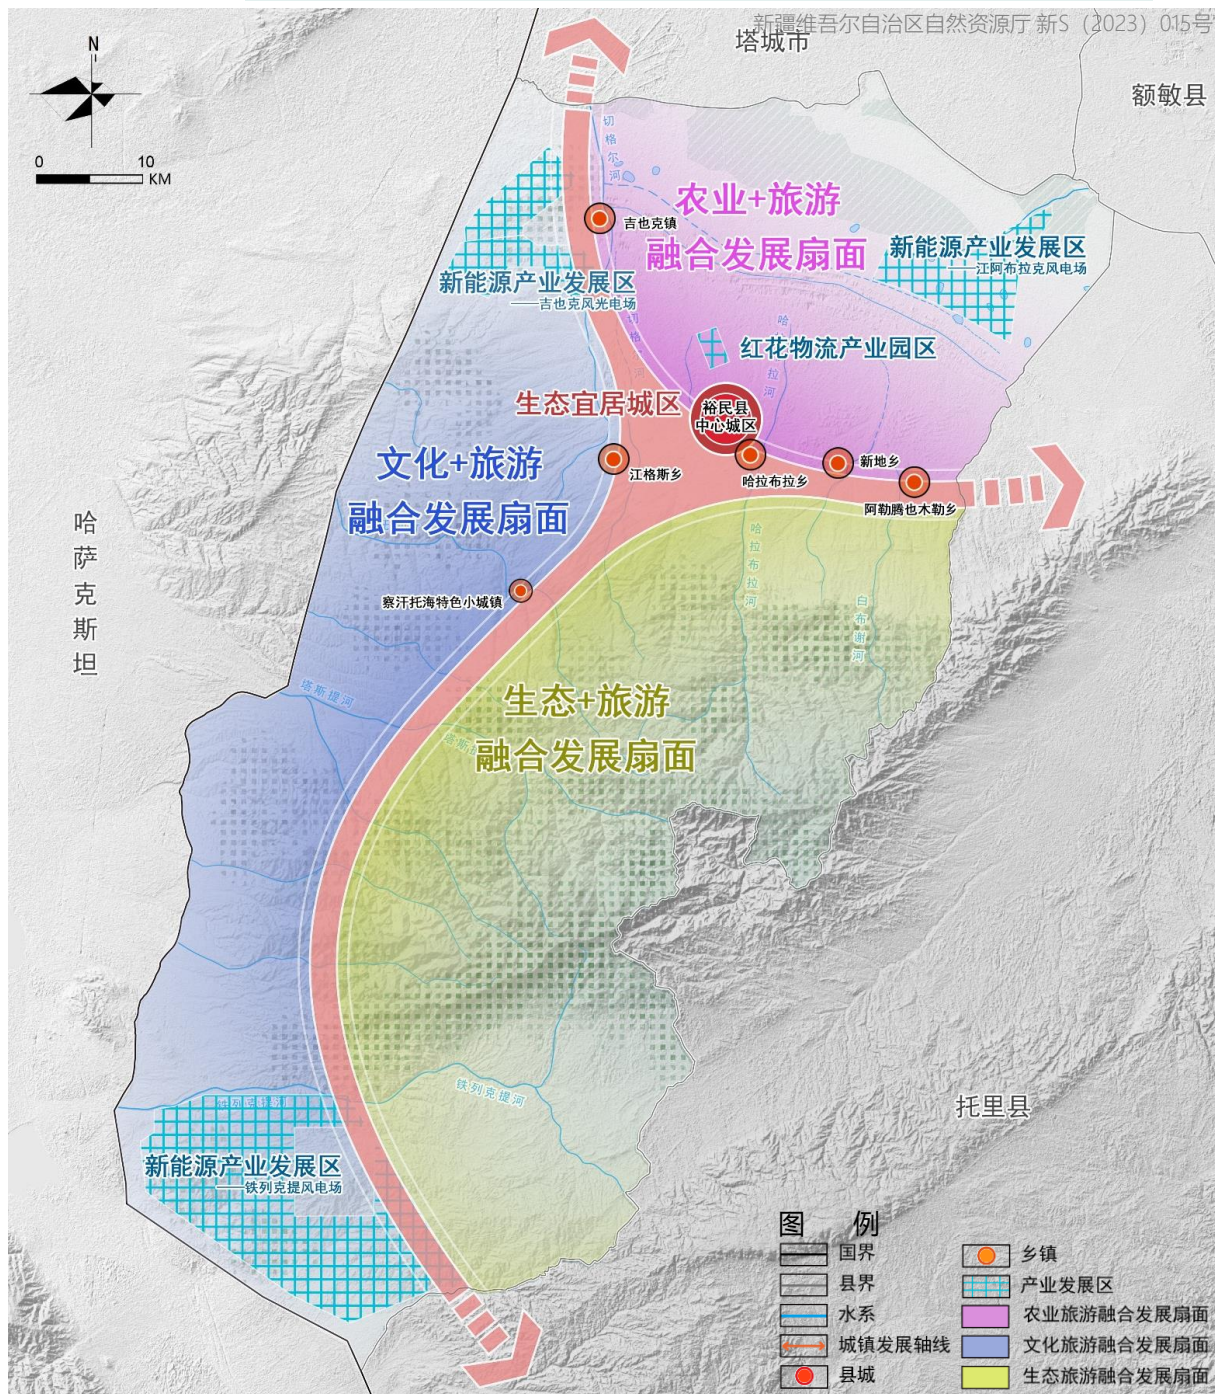 新疆维吾尔自治区自然资源厅 新S（2023）015号
塔城市
额敏县
N
0 10
KM
切格尔河
农业+旅游
融合发展扇面
吉也克镇
新能源产业发展区
——江阿布拉克风电场
新能源产业发展区
——吉也克风光电场
红花物流产业园区
生态宜居城区
裕民县
中心城区
文化+旅游
融合发展扇面
江格斯乡
哈拉布拉乡
新地乡
阿勒腾也木勒乡
哈萨克斯坦
哈拉布拉河
白布谢河
察汗托海特色小城镇
塔斯提河
生态+旅游
融合发展扇面
铁列克提河
铁列克提河
新能源产业发展区
——铁列克提风电场
托里县
图 例
国界
县界
水系
城镇发展轴线
县城
乡镇
产业发展区
农业旅游融合发展扇面
文化旅游融合发展扇面
生态旅游融合发展扇面